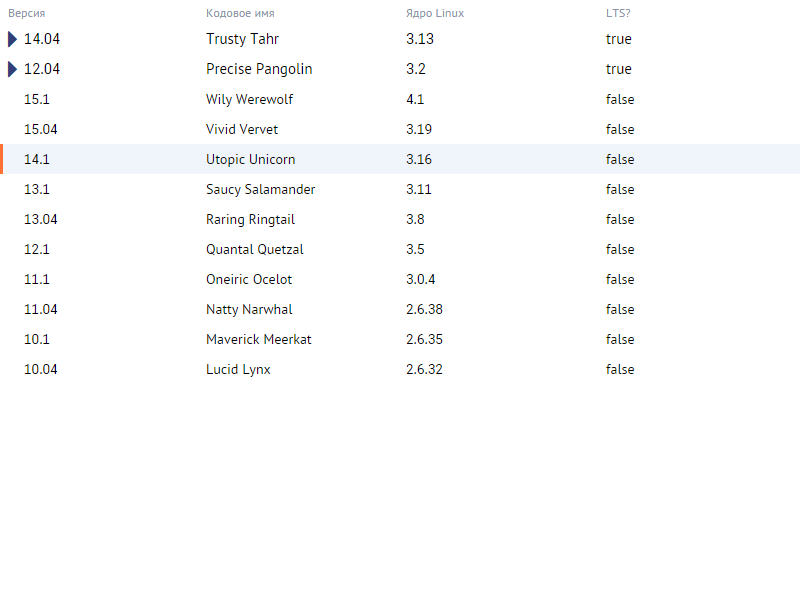 Версия Кодовое имя Ядро Linux LTS?
14.04 Trusty Tahr 3.13 true
12.04 Precise Pangolin 3.2 true
15.1 Wily Werewolf 4.1 false
15.04 Vivid Vervet 3.19 false
14.1 Utopic Unicorn 3.16 false
13.1 Saucy Salamander 3.11 false
13.04 Raring Ringtail 3.8 false
12.1 Quantal Quetzal 3.5 false
11.1 Oneiric Ocelot 3.0.4 false
11.04 Natty Narwhal 2.6.38 false
10.1 Maverick Meerkat 2.6.35 false
10.04 Lucid Lynx 2.6.32 false